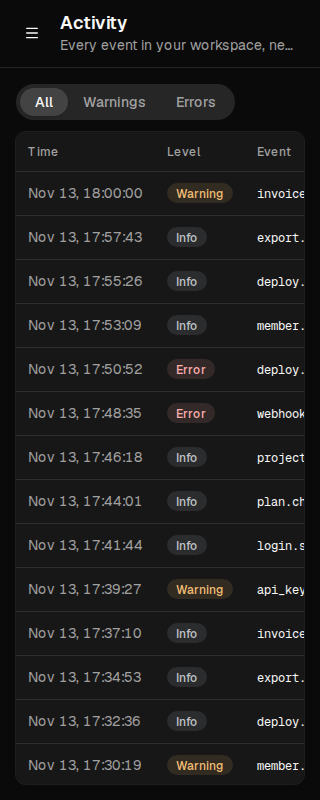 Activity
Every event in your workspace, ne…
All Warnings Errors
Time Level Event
Nov 13, 18:00:00 Warning invoice
Nov 13, 17:57:43 Info export.
Nov 13, 17:55:26 Info deploy.
Nov 13, 17:53:09 Info member.
Nov 13, 17:50:52 Error deploy.
Nov 13, 17:48:35 Error webhook
Nov 13, 17:46:18 Info project
Nov 13, 17:44:01 Info plan.ch
Nov 13, 17:41:44 Info login.s
Nov 13, 17:39:27 Warning api_key
Nov 13, 17:37:10 Info invoice
Nov 13, 17:34:53 Info export.
Nov 13, 17:32:36 Info deploy.
Nov 13, 17:30:19 Warning member.